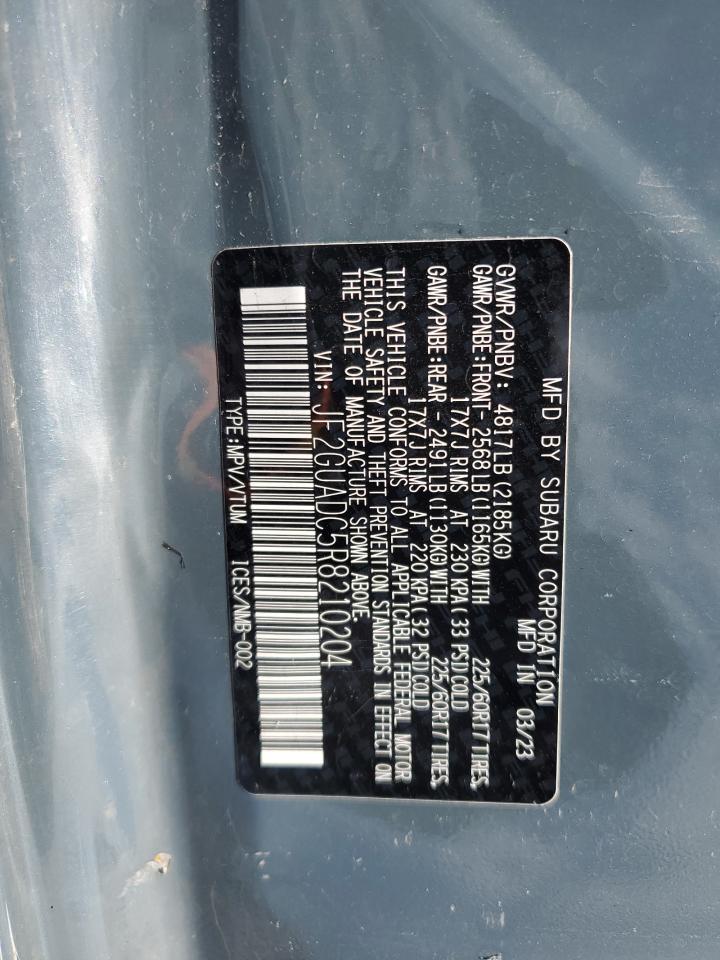 MFD BY SUBARU CORPORATION
MFD IN 03/23
GVWR/PNBV: 4817LB(2185KG)
GAWR/PNBE:FRONT- 2568LB(1165KG)WITH 225/60R17 TIRES,
17X7J RIMS AT 230 KPA( 33 PSI)COLD
GAWR/PNBE:REAR - 2491LB(1130KG)WITH 225/60R17 TIRES,
17X7J RIMS AT 220 KPA( 32 PSI)COLD
THIS VEHICLE CONFORMS TO ALL APPLICABLE FEDERAL MOTOR
VEHICLE SAFETY AND THEFT PREVENTION STANDARDS IN EFFECT ON
THE DATE OF MANUFACTURE SHOWN ABOVE.
VIN: JF2GUADC5R8210204
TYPE:MPV/VTUM ICES/NMB-002